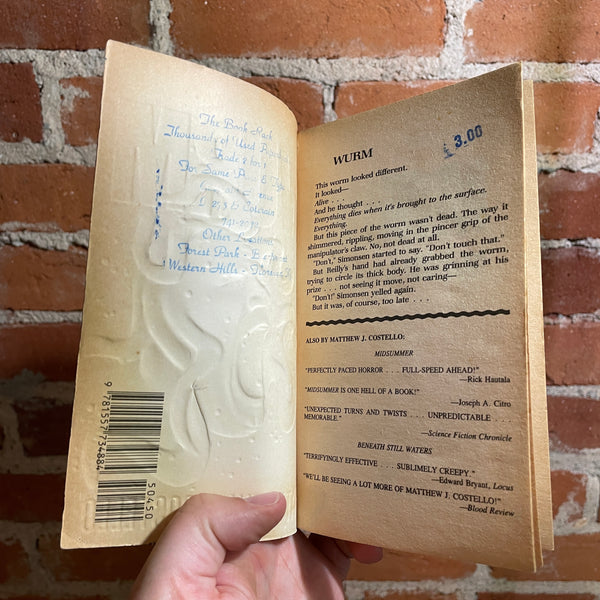 The Book Rack
Thousands of Used
Trade 2 for 1
For Same
275 & Colerain
741-
Other Locations
Forest Park -
Western Hills -
9 781557 734884
50450
3.00
WURM
This worm looked different.
It looked—
Alive . . .
And he thought . . .
Everything dies when it's brought to the surface.
Everything.
But this piece of the worm wasn't dead. The way it
shimmered, rippling, moving in the pincer grip of the
manipulator's claw. No, not dead at all.
"Don't," Simonsen started to say. "Don't touch that."
But Reilly's hand had already grabbed the worm,
trying to circle its thick body. He was grinning at his
prize . . . not seeing it move, not caring—
"Don't! Simonsen yelled again.
But it was, of course, too late . . .
ALSO BY MATTHEW J. COSTELLO:
MIDSUMMER
"PERFECTLY PACED HORROR . . . FULL-SPEED AHEAD!"
—Rick Hautala
"MIDSUMMER IS ONE HELL OF A BOOK!"
—Joseph A. Citro
"UNEXPECTED TURNS AND TWISTS . . . UNPREDICTABLE . . .
MEMORABLE."
—Science Fiction Chronicle
BENEATH STILL WATERS
"TERRIFYINGLY EFFECTIVE . . . SUBLIMELY CREEPY."
—Edward Bryant, Locus
"WE'LL BE SEEING A LOT MORE OF MATTHEW J. COSTELLO!"
—Blood Review